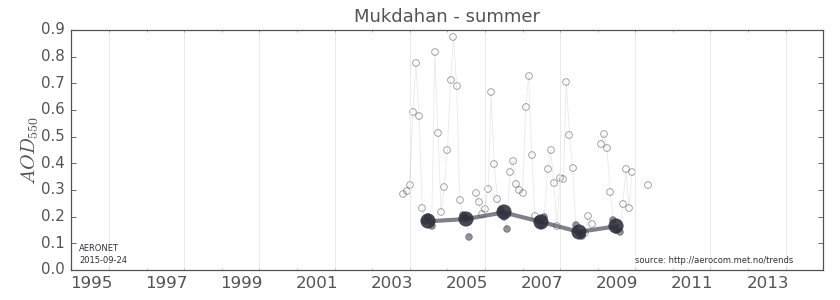 Mukdahan - summer
0.9
0.8
0.7
0.6
0.5
0.4
0.3
0.2
0.1
0.0
AOD550
AERONET
2015-09-24
source: http://aerocom.met.no/trends
1995 1997 1999 2001 2003 2005 2007 2009 2011 2013